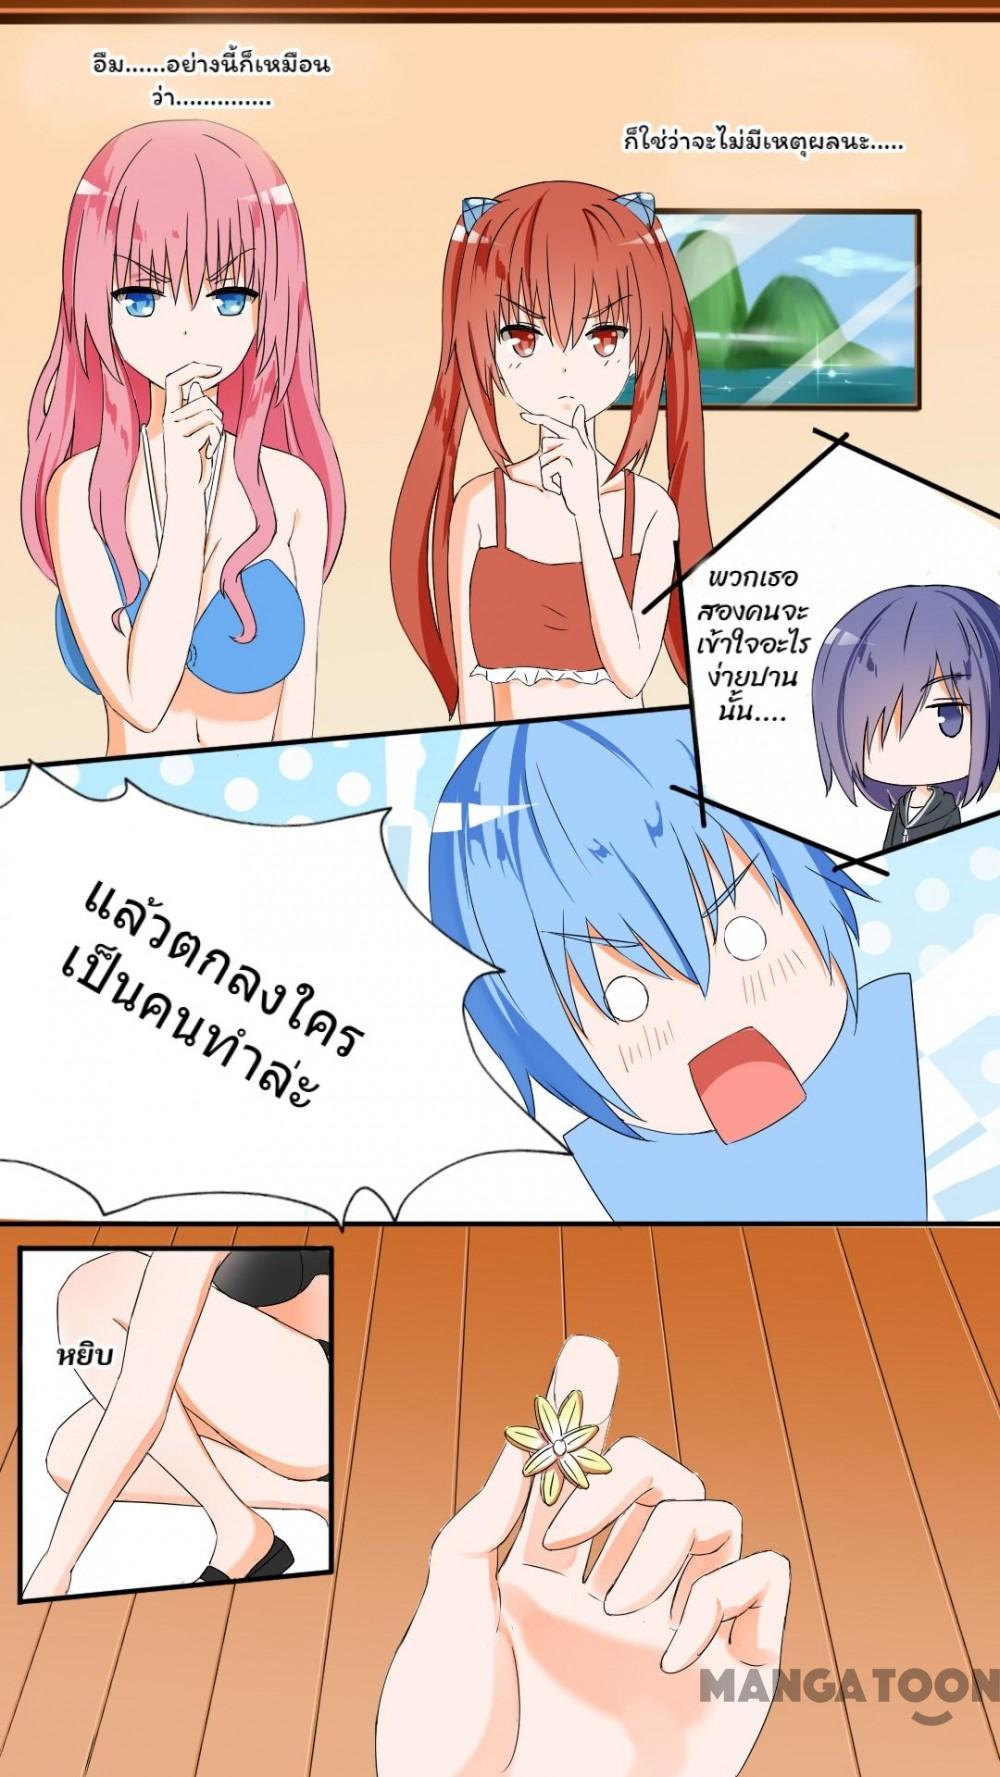 อืม......อย่างนี้ก็เหมือน
ว่า..............
ก็ใช่ว่าจะไม่มีเหตุผลนะ.....
พวกเธอ
สองคนจะ
เข้าใจอะไร
ง่ายปาน
นั้น....
แล้วตกลงใคร
เป็นคนทำล่ะ
หยิบ
MANGATOON